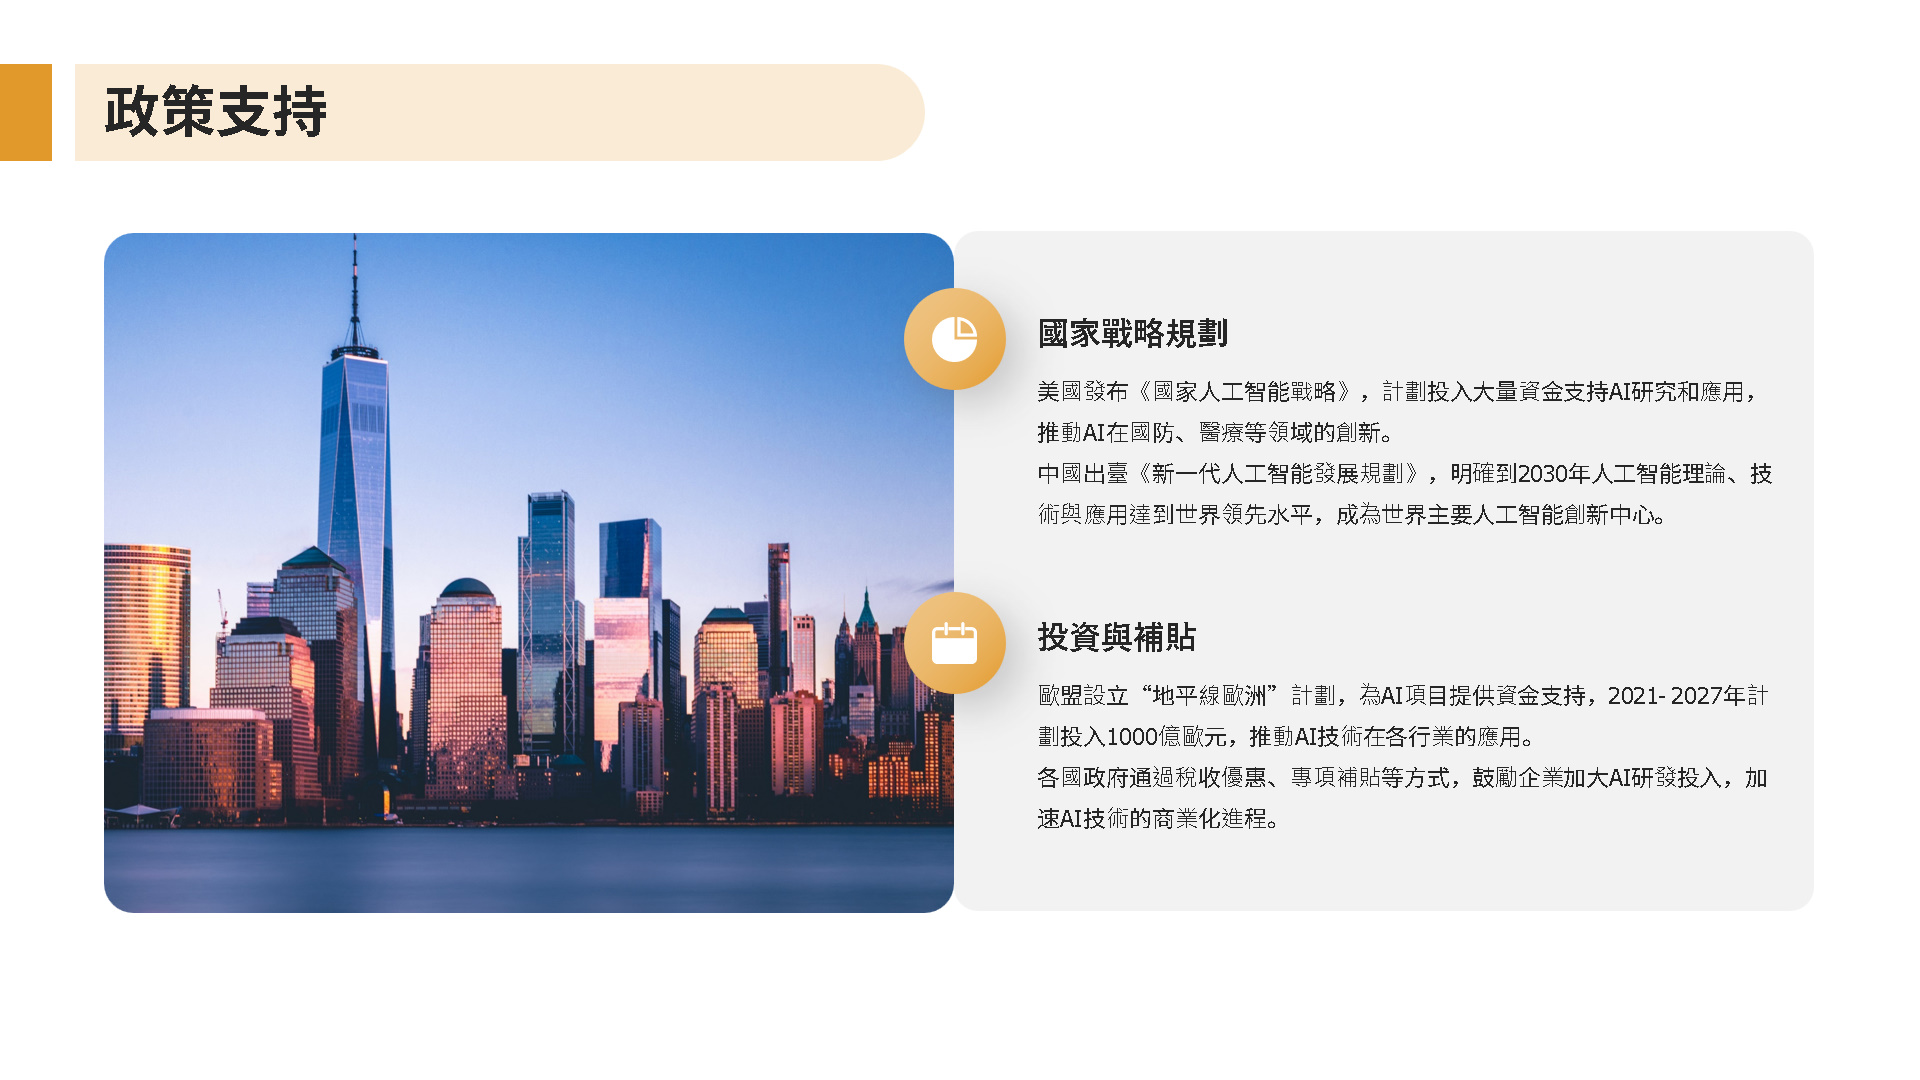 政策支持
國家戰略規劃
美國發布《國家人工智能戰略》，計劃投入大量資金支持AI研究和應用，
推動AI在國防、醫療等領域的創新。
中國出臺《新一代人工智能發展規劃》，明確到2030年人工智能理論、技
術與應用達到世界領先水平，成為世界主要人工智能創新中心。
投資與補貼
歐盟設立“地平線歐洲”計劃，為AI項目提供資金支持，2021- 2027年計
劃投入1000億歐元，推動AI技術在各行業的應用。
各國政府通過稅收優惠、專項補貼等方式，鼓勵企業加大AI研發投入，加
速AI技術的商業化進程。